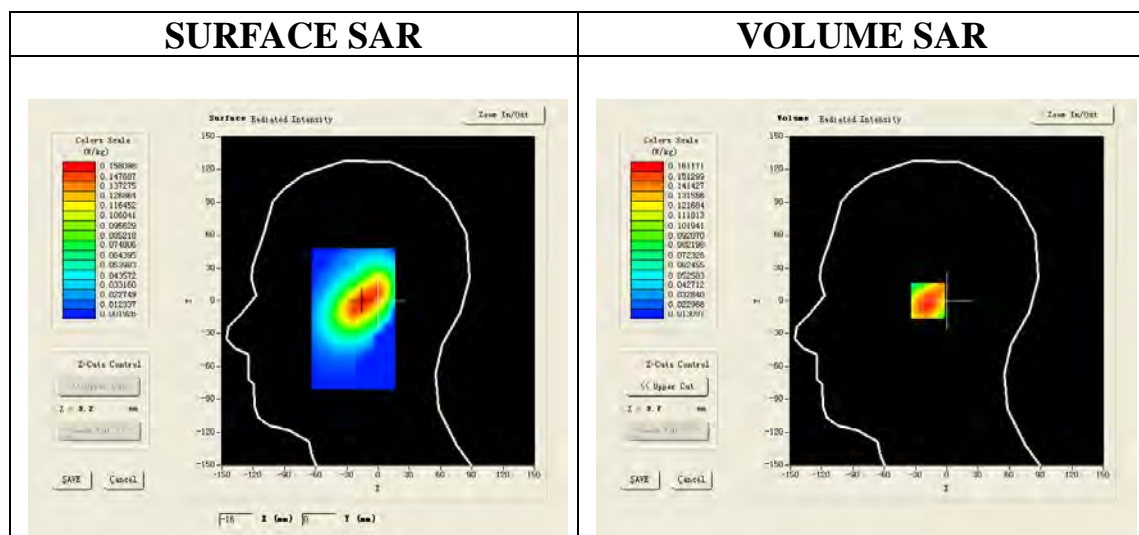 SURFACE SAR
VOLUME SAR
Surface Radiated Intensity
Zoom In/Out
Colors Scale
(W/kg)
0.147687
0.137275
0.126864
0.116452
0.106041
0.095629
0.085218
0.074806
0.064395
0.053983
0.043572
0.033160
0.022749
0.012337
150
120
90
60
30
0
-30
-60
-90
-120
-150
-150 -120 -90 -60 -30 0 30 60 90 120 150
Z-Cuts Control
<< Upper Cut
mm
SAVE
Cancel
-16 X (mm) 0 Y (mm)
Volume Radiated Intensity
Zoom In/Out
Colors Scale
(W/kg)
0.161171
0.151299
0.141427
0.131556
0.121684
0.111813
0.101941
0.092070
0.082198
0.072326
0.062455
0.052583
0.042712
0.032840
0.022968
150
120
90
60
30
0
-30
-60
-90
-120
-150
-150 -120 -90 -60 -30 0 30 60 90 120 150
Z-Cuts Control
<< Upper Cut
mm
SAVE
Cancel